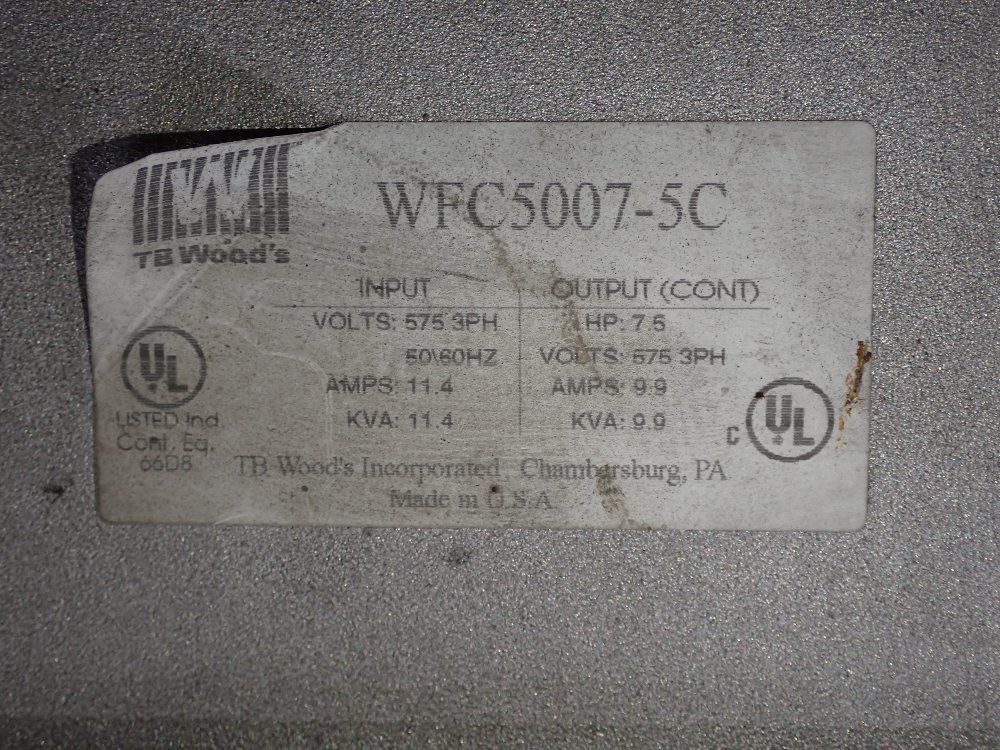 TB Wood's
WFC5007-5C
INPUT
VOLTS: 575 3PH
50\60HZ
AMPS: 11.4
KVA: 11.4
OUTPUT (CONT)
HP: 7.5
VOLTS: 575 3PH
AMPS: 9.9
KVA: 9.9
UL
LISTED Ind.
Cont. Eq.
66D8
C UL
TB Wood's Incorporated, Chambersburg, PA
Made in U.S.A.